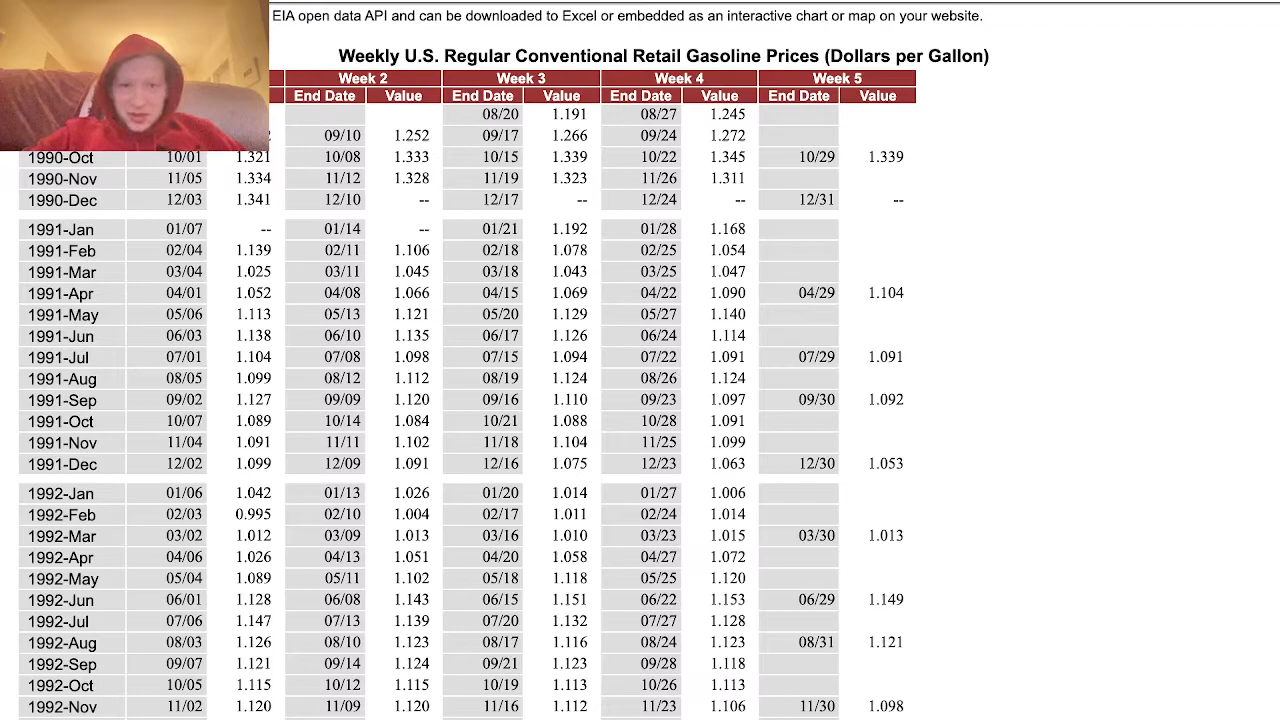 EIA open data API and can be downloaded to Excel or embedded as an interactive chart or map on your website.
Weekly U.S. Regular Conventional Retail Gasoline Prices (Dollars per Gallon)
Week 2 Week 3 Week 4 Week 5
End Date Value End Date Value End Date Value End Date Value
08/20 1.191 08/27 1.245
09/10 1.252 09/17 1.266 09/24 1.272
1990-Oct 10/01 1.321 10/08 1.333 10/15 1.339 10/22 1.345 10/29 1.339
1990-Nov 11/05 1.334 11/12 1.328 11/19 1.323 11/26 1.311
1990-Dec 12/03 1.341 12/10 -- 12/17 -- 12/24 -- 12/31 --
1991-Jan 01/07 -- 01/14 -- 01/21 1.192 01/28 1.168
1991-Feb 02/04 1.139 02/11 1.106 02/18 1.078 02/25 1.054
1991-Mar 03/04 1.025 03/11 1.045 03/18 1.043 03/25 1.047
1991-Apr 04/01 1.052 04/08 1.066 04/15 1.069 04/22 1.090 04/29 1.104
1991-May 05/06 1.113 05/13 1.121 05/20 1.129 05/27 1.140
1991-Jun 06/03 1.138 06/10 1.135 06/17 1.126 06/24 1.114
1991-Jul 07/01 1.104 07/08 1.098 07/15 1.094 07/22 1.091 07/29 1.091
1991-Aug 08/05 1.099 08/12 1.112 08/19 1.124 08/26 1.124
1991-Sep 09/02 1.127 09/09 1.120 09/16 1.110 09/23 1.097 09/30 1.092
1991-Oct 10/07 1.089 10/14 1.084 10/21 1.088 10/28 1.091
1991-Nov 11/04 1.091 11/11 1.102 11/18 1.104 11/25 1.099
1991-Dec 12/02 1.099 12/09 1.091 12/16 1.075 12/23 1.063 12/30 1.053
1992-Jan 01/06 1.042 01/13 1.026 01/20 1.014 01/27 1.006
1992-Feb 02/03 0.995 02/10 1.004 02/17 1.011 02/24 1.014
1992-Mar 03/02 1.012 03/09 1.013 03/16 1.010 03/23 1.015 03/30 1.013
1992-Apr 04/06 1.026 04/13 1.051 04/20 1.058 04/27 1.072
1992-May 05/04 1.089 05/11 1.102 05/18 1.118 05/25 1.120
1992-Jun 06/01 1.128 06/08 1.143 06/15 1.151 06/22 1.153 06/29 1.149
1992-Jul 07/06 1.147 07/13 1.139 07/20 1.132 07/27 1.128
1992-Aug 08/03 1.126 08/10 1.123 08/17 1.116 08/24 1.123 08/31 1.121
1992-Sep 09/07 1.121 09/14 1.124 09/21 1.123 09/28 1.118
1992-Oct 10/05 1.115 10/12 1.115 10/19 1.113 10/26 1.113
1992-Nov 11/02 1.120 11/09 1.120 11/16 1.112 11/23 1.106 11/30 1.098